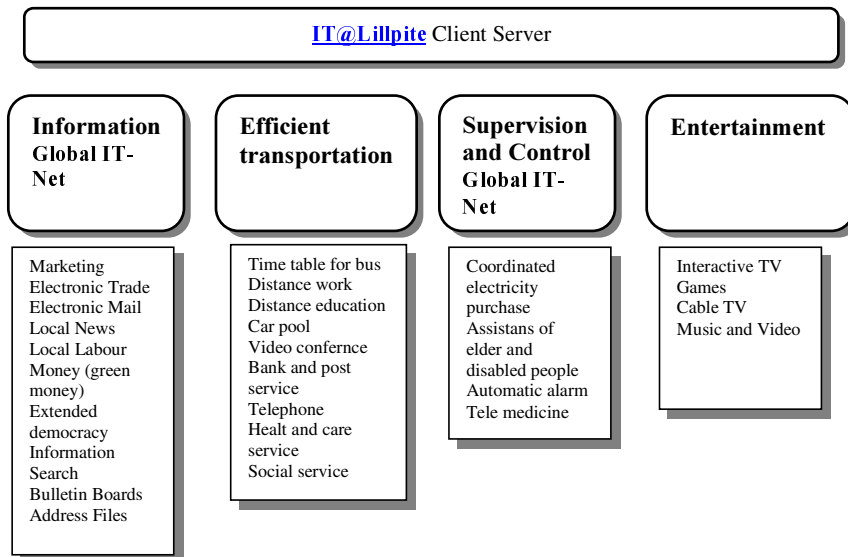 IT@Lillpite Client Server
Information
Global IT-
Net
Marketing
Electronic Trade
Electronic Mail
Local News
Local Labour
Money (green
money)
Extended
democracy
Information
Search
Bulletin Boards
Address Files
Efficient
transportation
Time table for bus
Distance work
Distance education
Car pool
Video confernce
Bank and post
service
Telephone
Healt and care
service
Social service
Supervision
and Control
Global IT-
Net
Coordinated
electricity
purchase
Assistans of
elder and
disabled people
Automatic alarm
Tele medicine
Entertainment
Interactive TV
Games
Cable TV
Music and Video